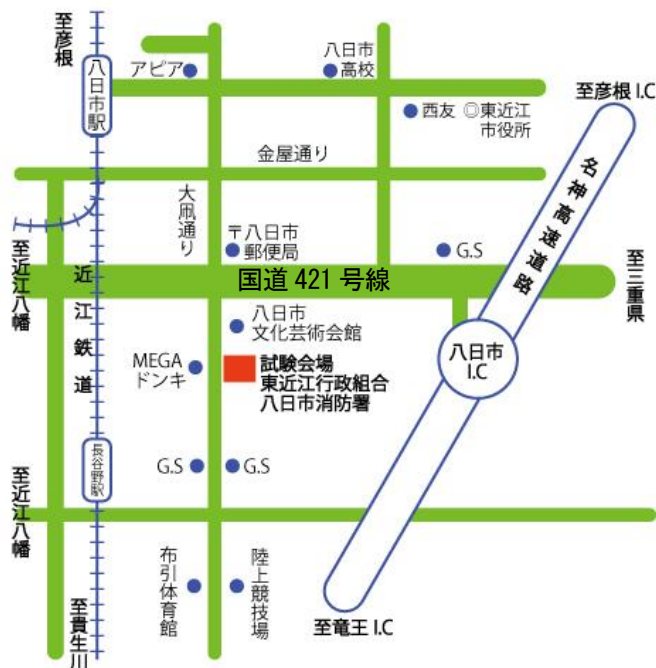 至彦根
八日市駅
アピア
八日市
高校
至彦根 I.C
西友
◎東近江
市役所
金屋通り
名神高速道路
大凧通り
〒八日市
郵便局
G.S
至近江八幡
近江鉄道
国道 421 号線
至三重県
八日市
文化芸術会館
MEGA
ドンキ
試験会場
東近江行政組合
八日市消防署
八日市
I.C
長谷野駅
G.S
G.S
至近江八幡
布引体育館
陸上競技場
至貴生川
至竜王 I.C